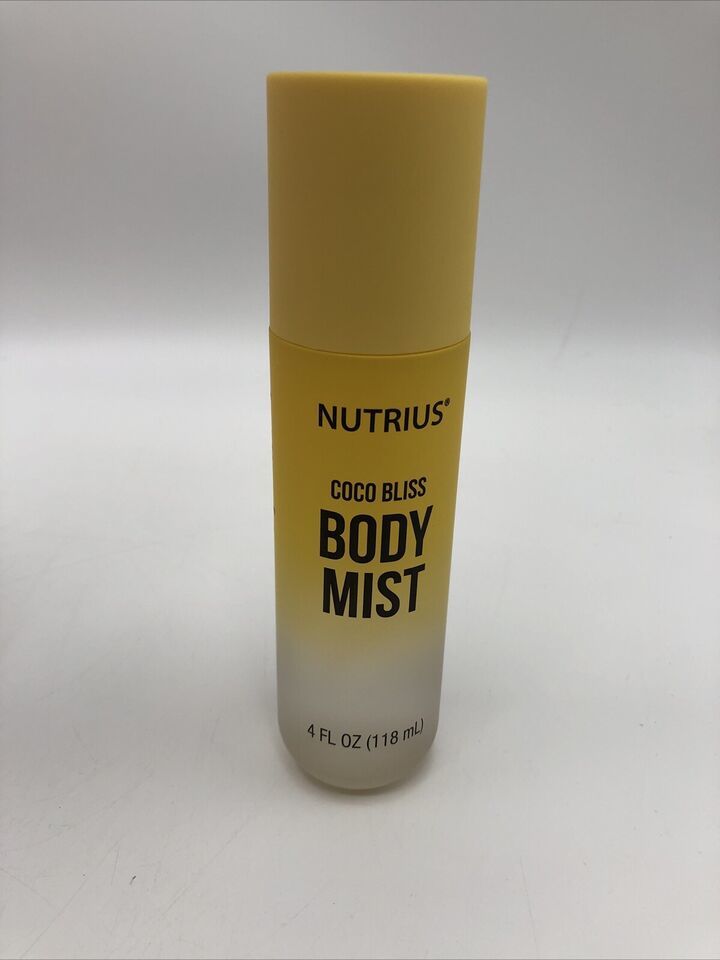 NUTRIUS®
COCO BLISS
BODY
MIST
4 FL OZ (118 mL)